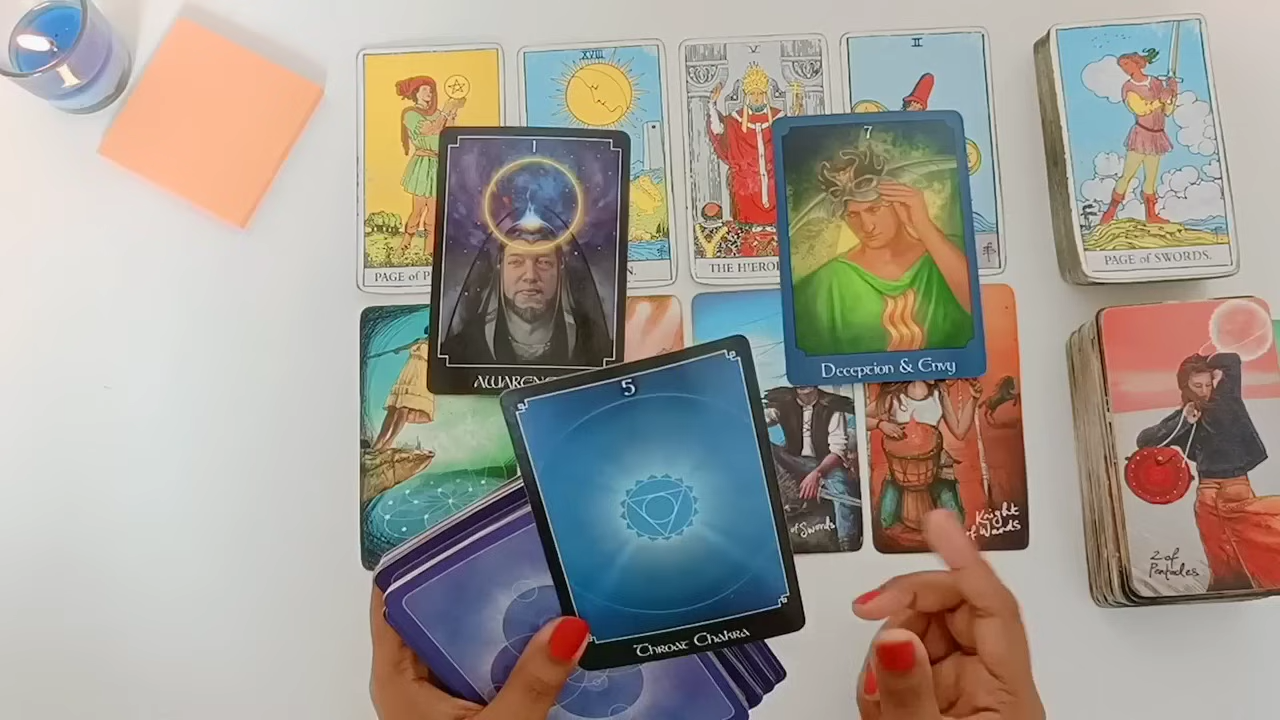 XVIII
V
II
PAGE of
THE
PAGE of SWORDS.
I
7
Deception & Envy
5
Throat Chakra
of Swords
Knight
of Wands
2 of
Pentacles